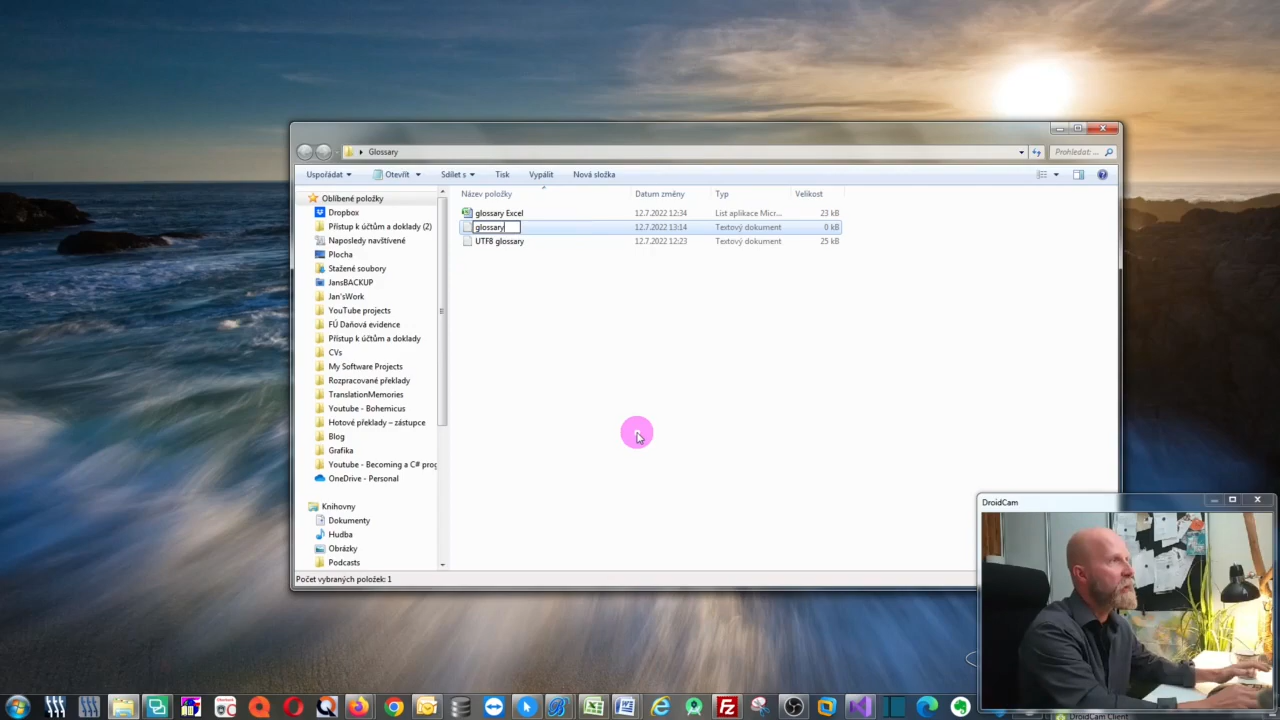 Glossary
Prohledat: ...
Uspořádat
Otevřít
Sdílet s
Tisk
Vypálit
Nová složka
Oblíbené položky
Dropbox
Přístup k účtům a doklady (2)
Naposledy navštívené
Plocha
Stažené soubory
JansBACKUP
Jan'sWork
YouTube projects
FÚ Daňová evidence
Přístup k účtům a doklady
CVs
My Software Projects
Rozpracované překlady
TranslationMemories
Youtube - Bohemicus
Hotové překlady – zástupce
Blog
Grafika
Youtube - Becoming a C# prog
OneDrive - Personal
Knihovny
Dokumenty
Hudba
Obrázky
Podcasts
Název položky Datum změny Typ Velikost
glossary Excel 12.7.2022 12:34 List aplikace Micr... 23 kB
glossary 12.7.2022 13:14 Textový dokument 0 kB
UTF8 glossary 12.7.2022 12:23 Textový dokument 25 kB
Počet vybraných položek: 1
DroidCam
DroidCam Client